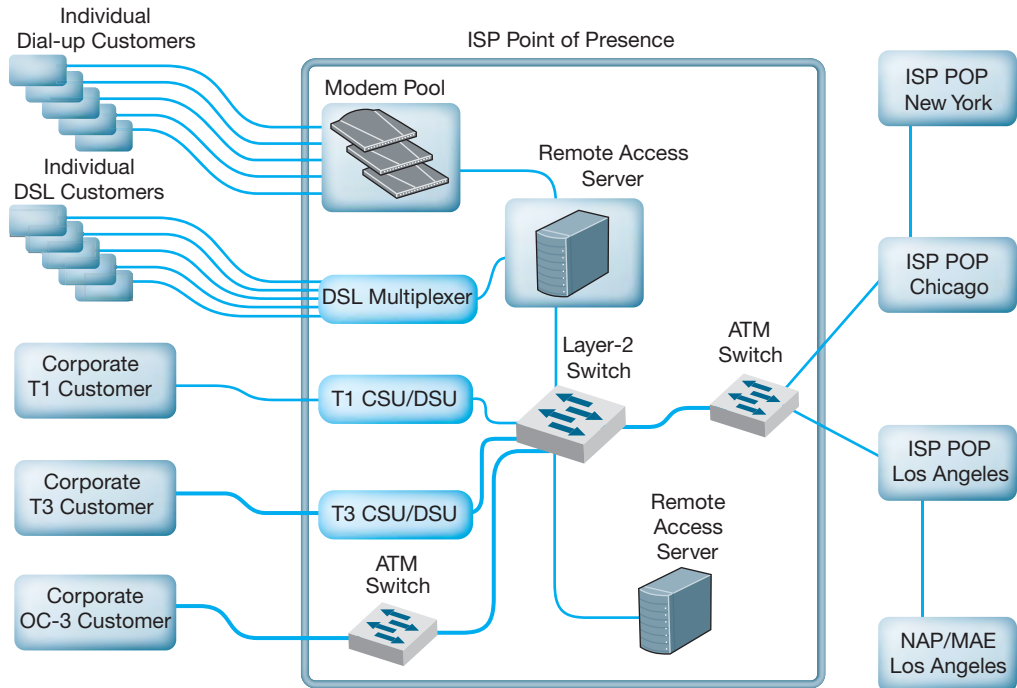 Individual
Dial-up Customers
ISP Point of Presence
Modem Pool
ISP POP
New York
Remote Access
Server
Individual
DSL Customers
DSL Multiplexer
ISP POP
Chicago
Layer-2
Switch
ATM
Switch
Corporate
T1 Customer
T1 CSU/DSU
ISP POP
Los Angeles
Corporate
T3 Customer
T3 CSU/DSU
Remote
Access
Server
ATM
Switch
Corporate
OC-3 Customer
NAP/MAE
Los Angeles